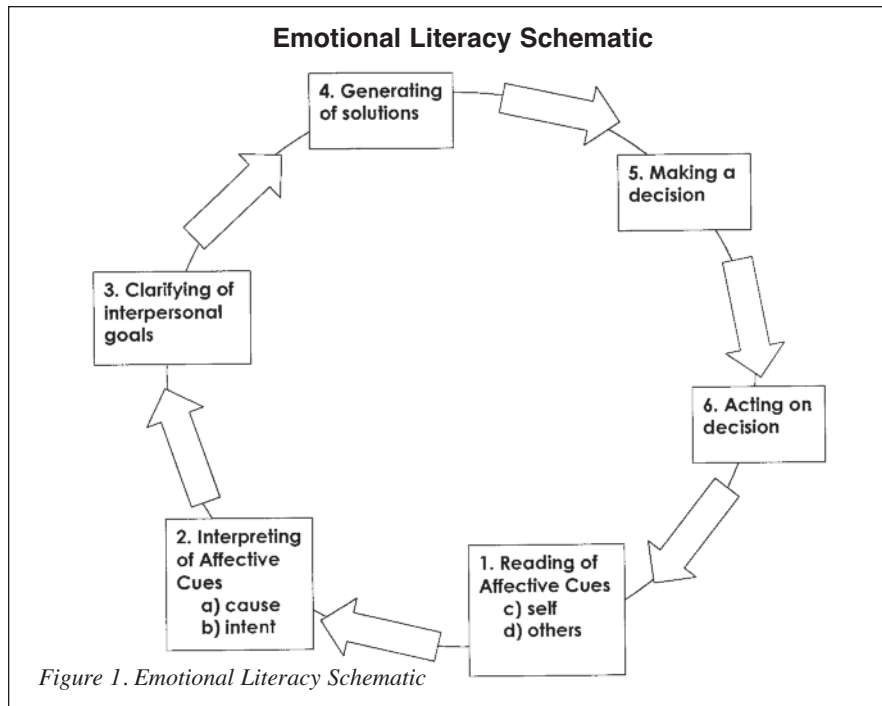 Emotional Literacy Schematic
4. Generating
of solutions
5. Making a
decision
3. Clarifying of
interpersonal
goals
6. Acting on
decision
2. Interpreting
of Affective
Cues
a) cause
b) intent
1. Reading of
Affective Cues
c) self
d) others
Figure 1. Emotional Literacy Schematic